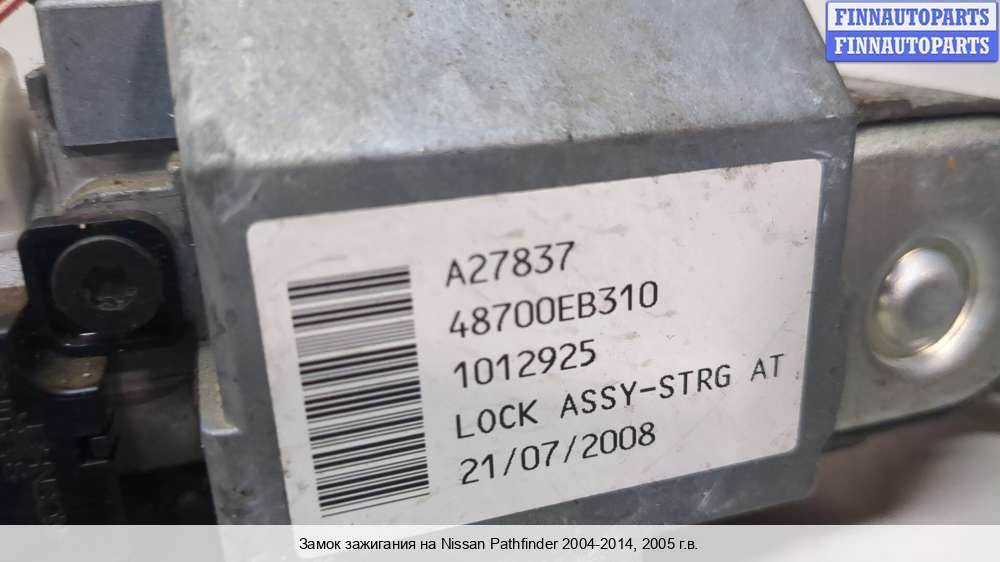 FINNAUTOPARTS
FINNAUTOPARTS
A27837
48700EB310
1012925
LOCK ASSY-STRG AT
21/07/2008
Замок зажигания на Nissan Pathfinder 2004-2014, 2005 г.в.